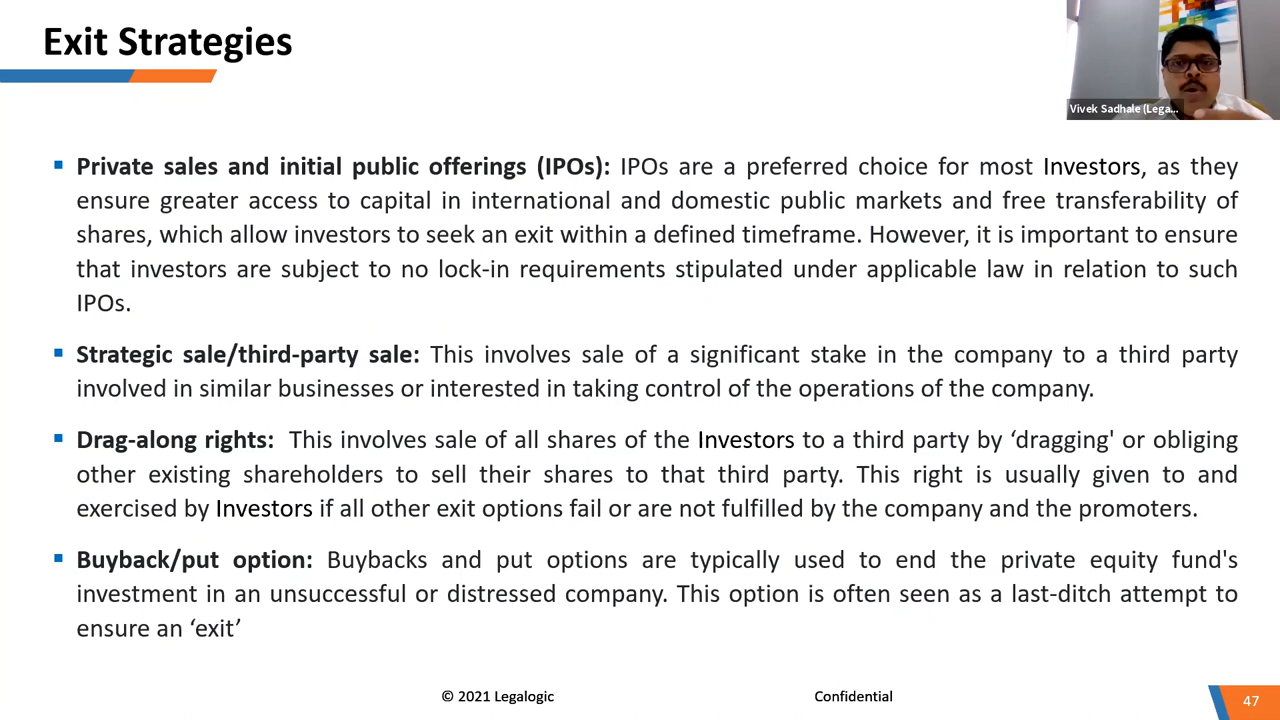 Exit Strategies
Vivek Sadhale (Lega...
▪ Private sales and initial public offerings (IPOs): IPOs are a preferred choice for most Investors, as they
ensure greater access to capital in international and domestic public markets and free transferability of
shares, which allow investors to seek an exit within a defined timeframe. However, it is important to ensure
that investors are subject to no lock-in requirements stipulated under applicable law in relation to such
IPOs.
▪ Strategic sale/third-party sale: This involves sale of a significant stake in the company to a third party
involved in similar businesses or interested in taking control of the operations of the company.
▪ Drag-along rights: This involves sale of all shares of the Investors to a third party by ‘dragging' or obliging
other existing shareholders to sell their shares to that third party. This right is usually given to and
exercised by Investors if all other exit options fail or are not fulfilled by the company and the promoters.
▪ Buyback/put option: Buybacks and put options are typically used to end the private equity fund's
investment in an unsuccessful or distressed company. This option is often seen as a last-ditch attempt to
ensure an ‘exit’
© 2021 Legalogic
Confidential
47